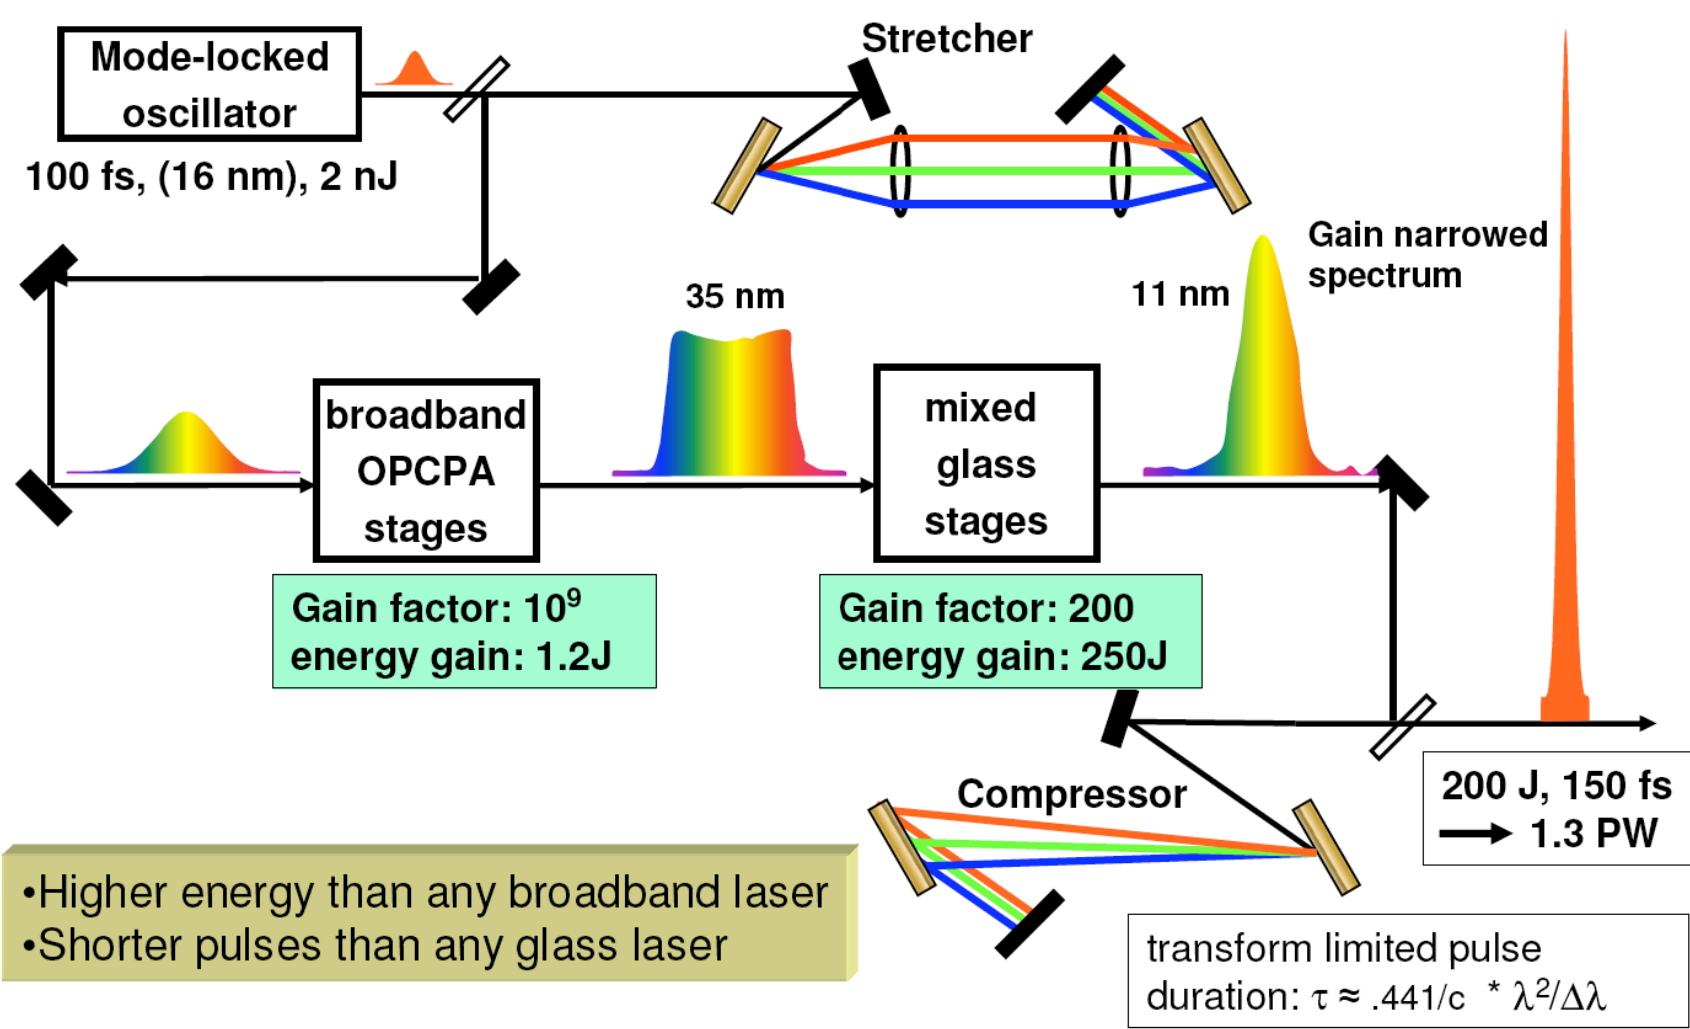 Mode-locked
oscillator
100 fs, (16 nm), 2 nJ
Stretcher
35 nm
11 nm
Gain narrowed
spectrum
broadband
OPCPA
stages
mixed
glass
stages
Gain factor: 10⁹
energy gain: 1.2J
Gain factor: 200
energy gain: 250J
Compressor
200 J, 150 fs
1.3 PW
•Higher energy than any broadband laser
•Shorter pulses than any glass laser
transform limited pulse
duration: τ ≈ .441/c * λ²/Δλ